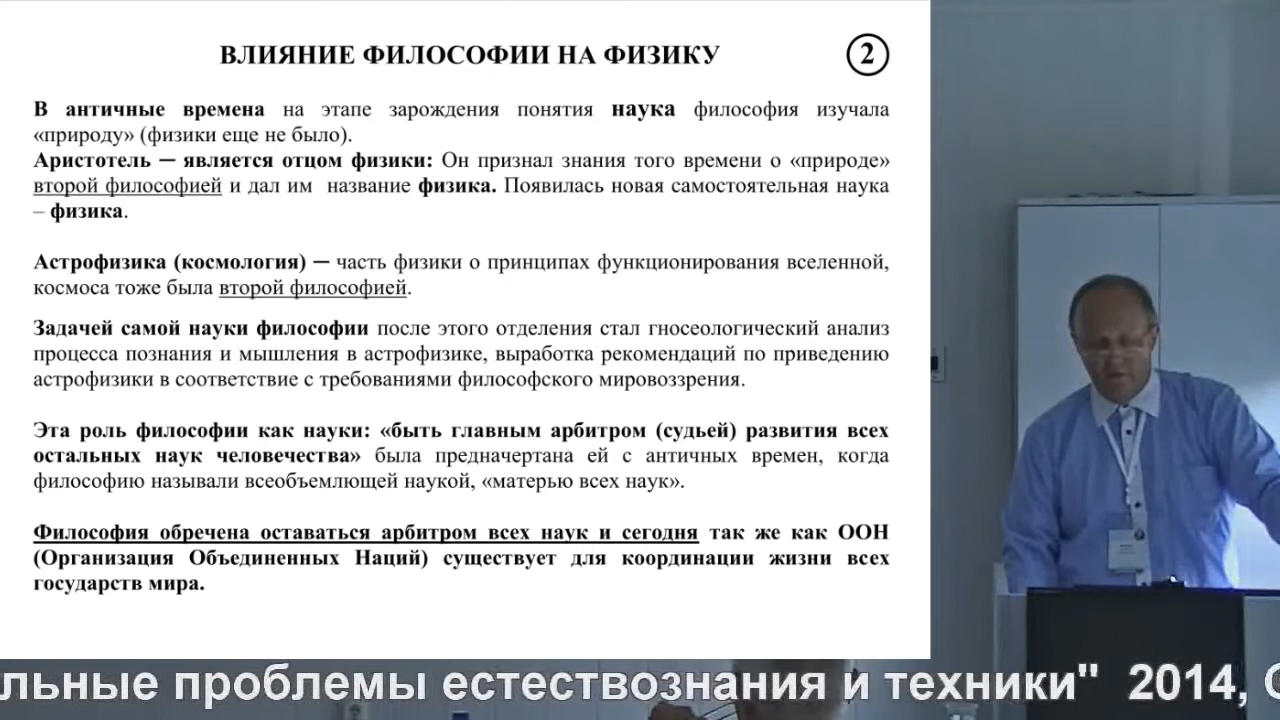 ВЛИЯНИЕ ФИЛОСОФИИ НА ФИЗИКУ
2
В античные времена на этапе зарождения понятия наука философия изучала
«природу» (физики еще не было).
Аристотель — является отцом физики: Он признал знания того времени о «природе»
второй философией и дал им название физика. Появилась новая самостоятельная наука
– физика.
Астрофизика (космология) — часть физики о принципах функционирования вселенной,
космоса тоже была второй философией.
Задачей самой науки философии после этого отделения стал гносеологический анализ
процесса познания и мышления в астрофизике, выработка рекомендаций по приведению
астрофизики в соответствие с требованиями философского мировоззрения.
Эта роль философии как науки: «быть главным арбитром (судьей) развития всех
остальных наук человечества» была предначертана ей с античных времен, когда
философию называли всеобъемлющей наукой, «матерью всех наук».
Философия обречена оставаться арбитром всех наук и сегодня так же как ООН
(Организация Объединенных Наций) существует для координации жизни всех
государств мира.
льные проблемы естествознания и техники" 2014, С